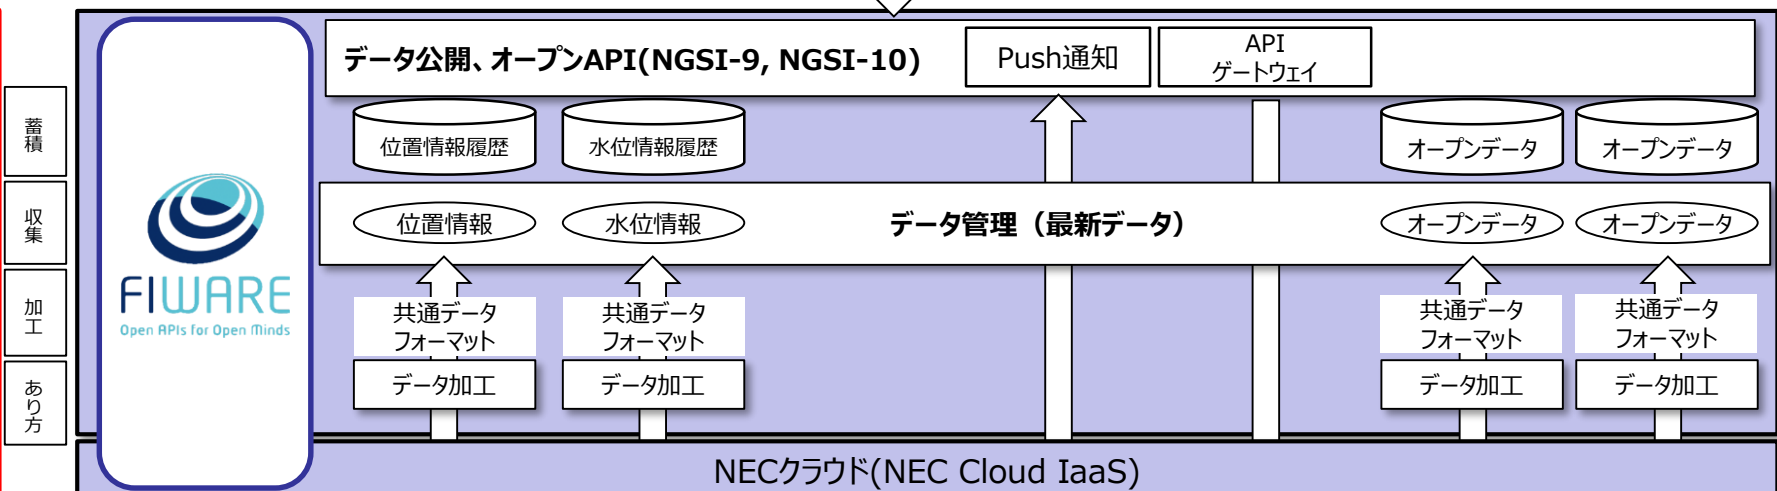 データ公開、オープンAPI(NGSI-9, NGSI-10)
Push通知
API
ゲートウェイ
蓄積
位置情報履歴
水位情報履歴
オープンデータ
オープンデータ
収集
位置情報
水位情報
データ管理（最新データ）
オープンデータ
オープンデータ
FIWARE
Open APIs for Open Minds
加工
共通データ
フォーマット
共通データ
フォーマット
共通データ
フォーマット
共通データ
フォーマット
あり方
データ加工
データ加工
データ加工
データ加工
NECクラウド(NEC Cloud IaaS)